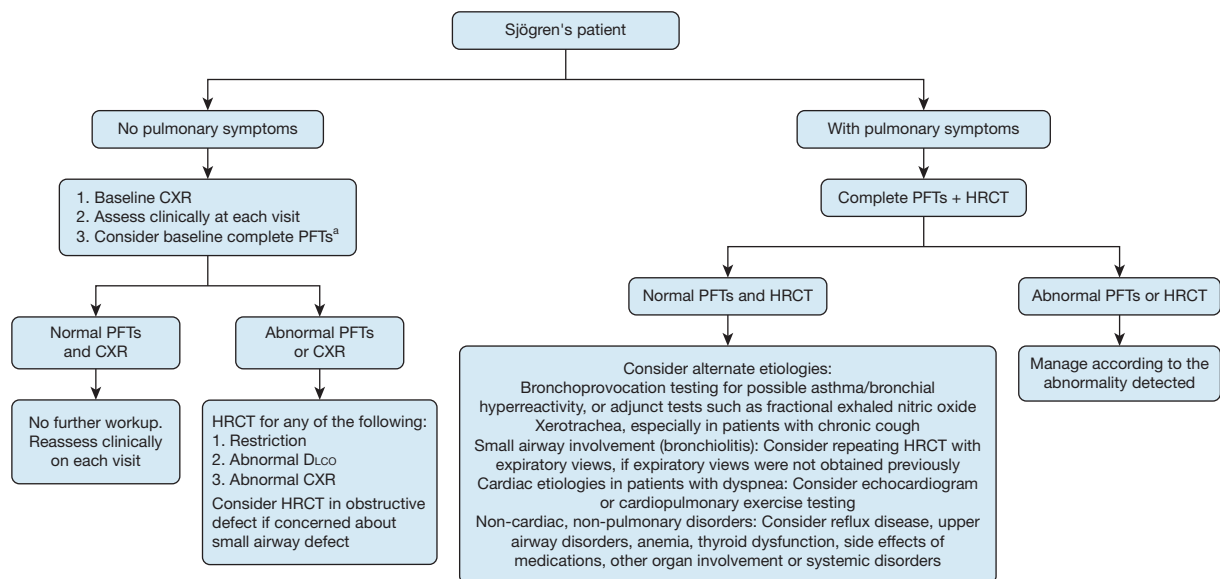 Sjögren's patient
No pulmonary symptoms
With pulmonary symptoms
1. Baseline CXR
2. Assess clinically at each visit
3. Consider baseline complete PFTsᵃ
Complete PFTs + HRCT
Normal PFTs
and CXR
Abnormal PFTs
or CXR
Normal PFTs and HRCT
Abnormal PFTs or HRCT
No further workup.
Reassess clinically
on each visit
HRCT for any of the following:
1. Restriction
2. Abnormal DLCO
3. Abnormal CXR
Consider HRCT in obstructive
defect if concerned about
small airway defect
Consider alternate etiologies:
Bronchoprovocation testing for possible asthma/bronchial
hyperreactivity, or adjunct tests such as fractional exhaled nitric oxide
Xerotrachea, especially in patients with chronic cough
Small airway involvement (bronchiolitis): Consider repeating HRCT with
expiratory views, if expiratory views were not obtained previously
Cardiac etiologies in patients with dyspnea: Consider echocardiogram
or cardiopulmonary exercise testing
Non-cardiac, non-pulmonary disorders: Consider reflux disease, upper
airway disorders, anemia, thyroid dysfunction, side effects of
medications, other organ involvement or systemic disorders
Manage according to the
abnormality detected